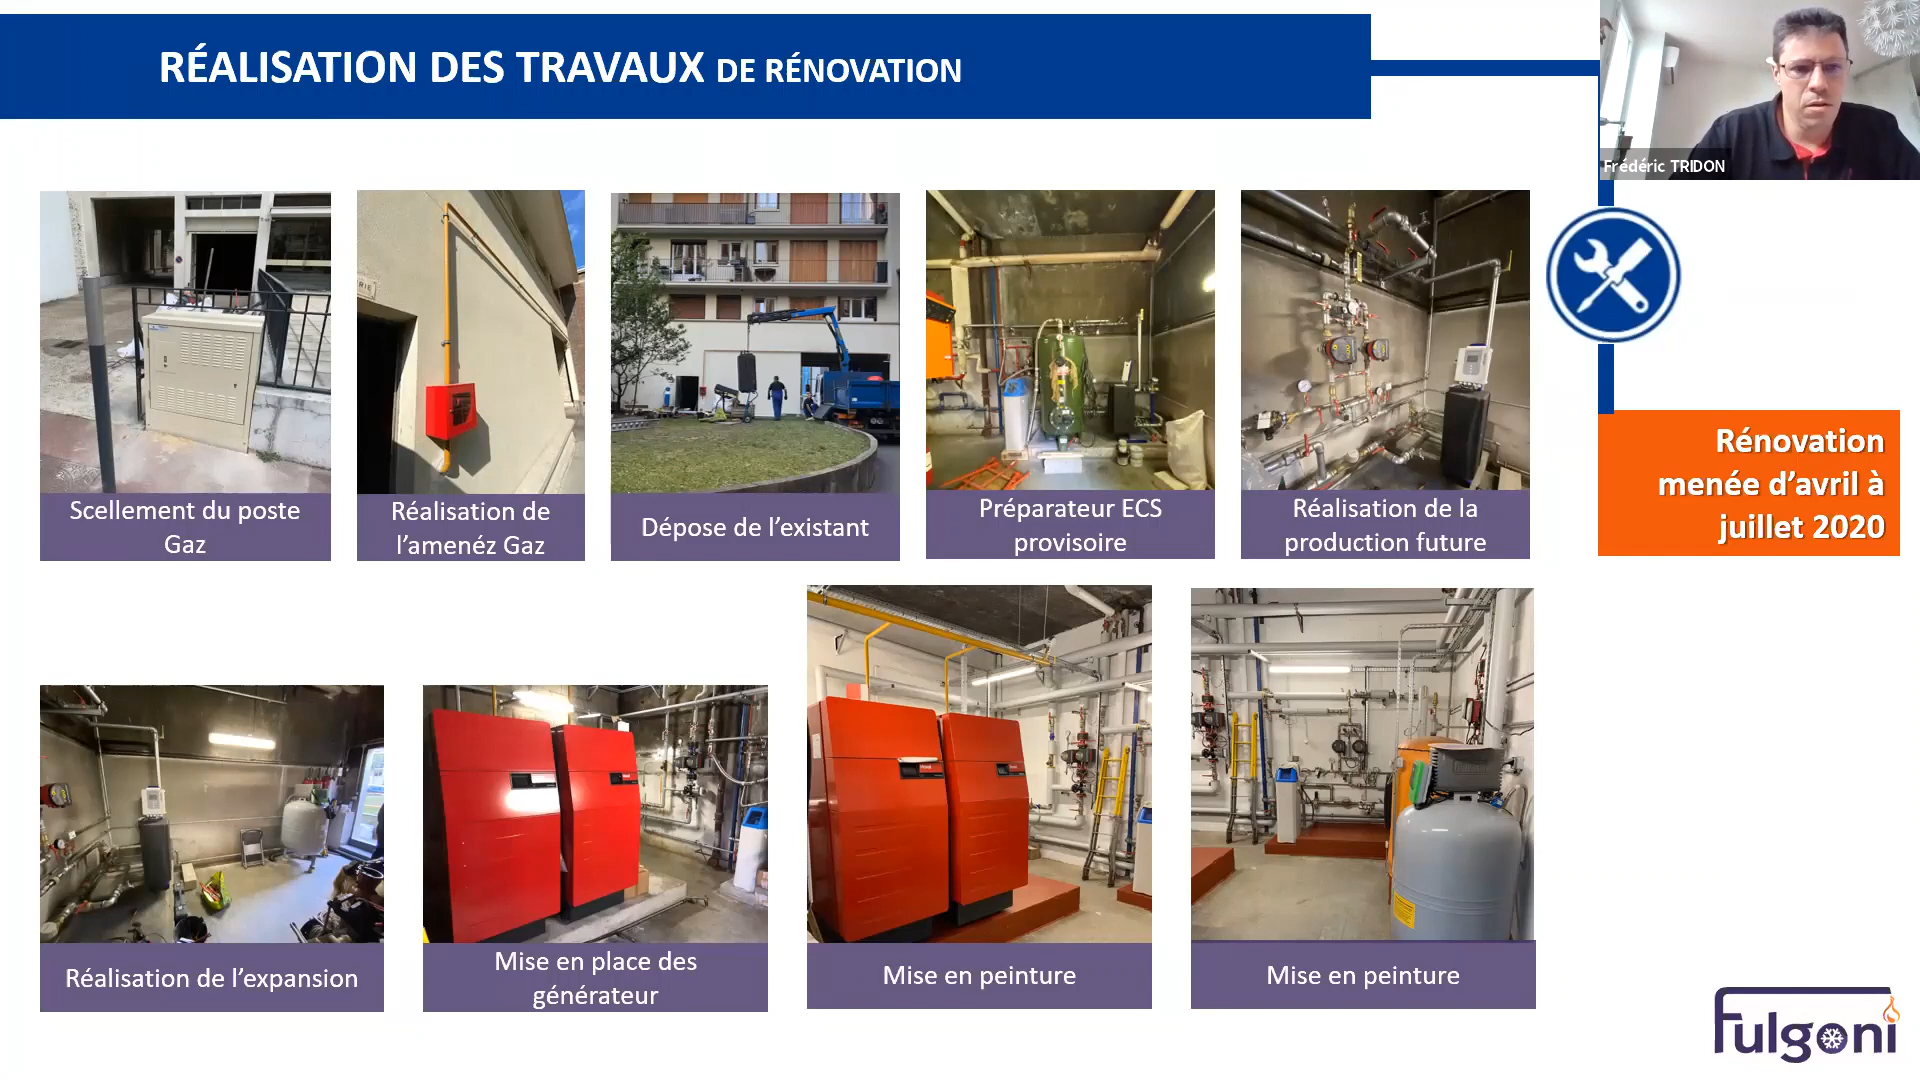 RÉALISATION DES TRAVAUX DE RÉNOVATION
Frédéric TRIDON
Scellement du poste
Gaz
Réalisation de
l’amenéz Gaz
Dépose de l’existant
Préparateur ECS
provisoire
Réalisation de la
production future
Rénovation
menée d’avril à
juillet 2020
Réalisation de l’expansion
Mise en place des
générateur
Mise en peinture
Mise en peinture
Fulgoni